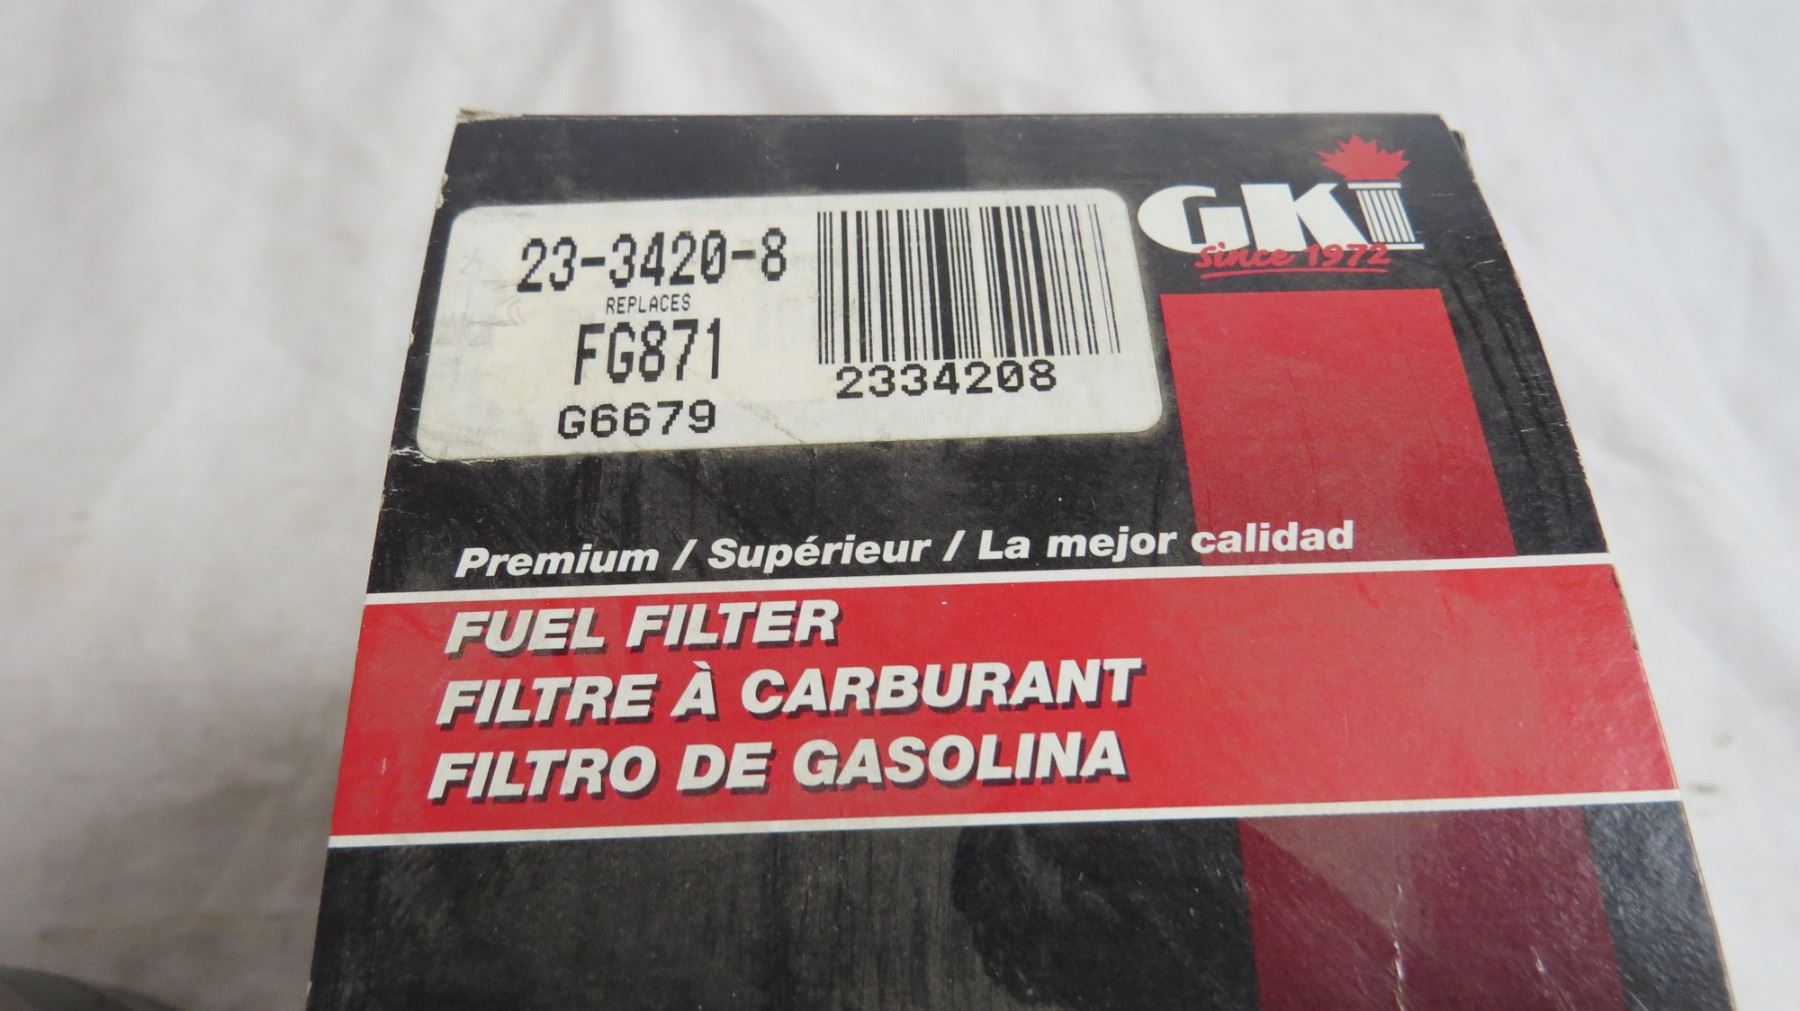 GKI
Since 1972
23-3420-8
REPLACES
FG871
G6679
2334208
Premium / Supérieur / La mejor calidad
FUEL FILTER
FILTRE À CARBURANT
FILTRO DE GASOLINA